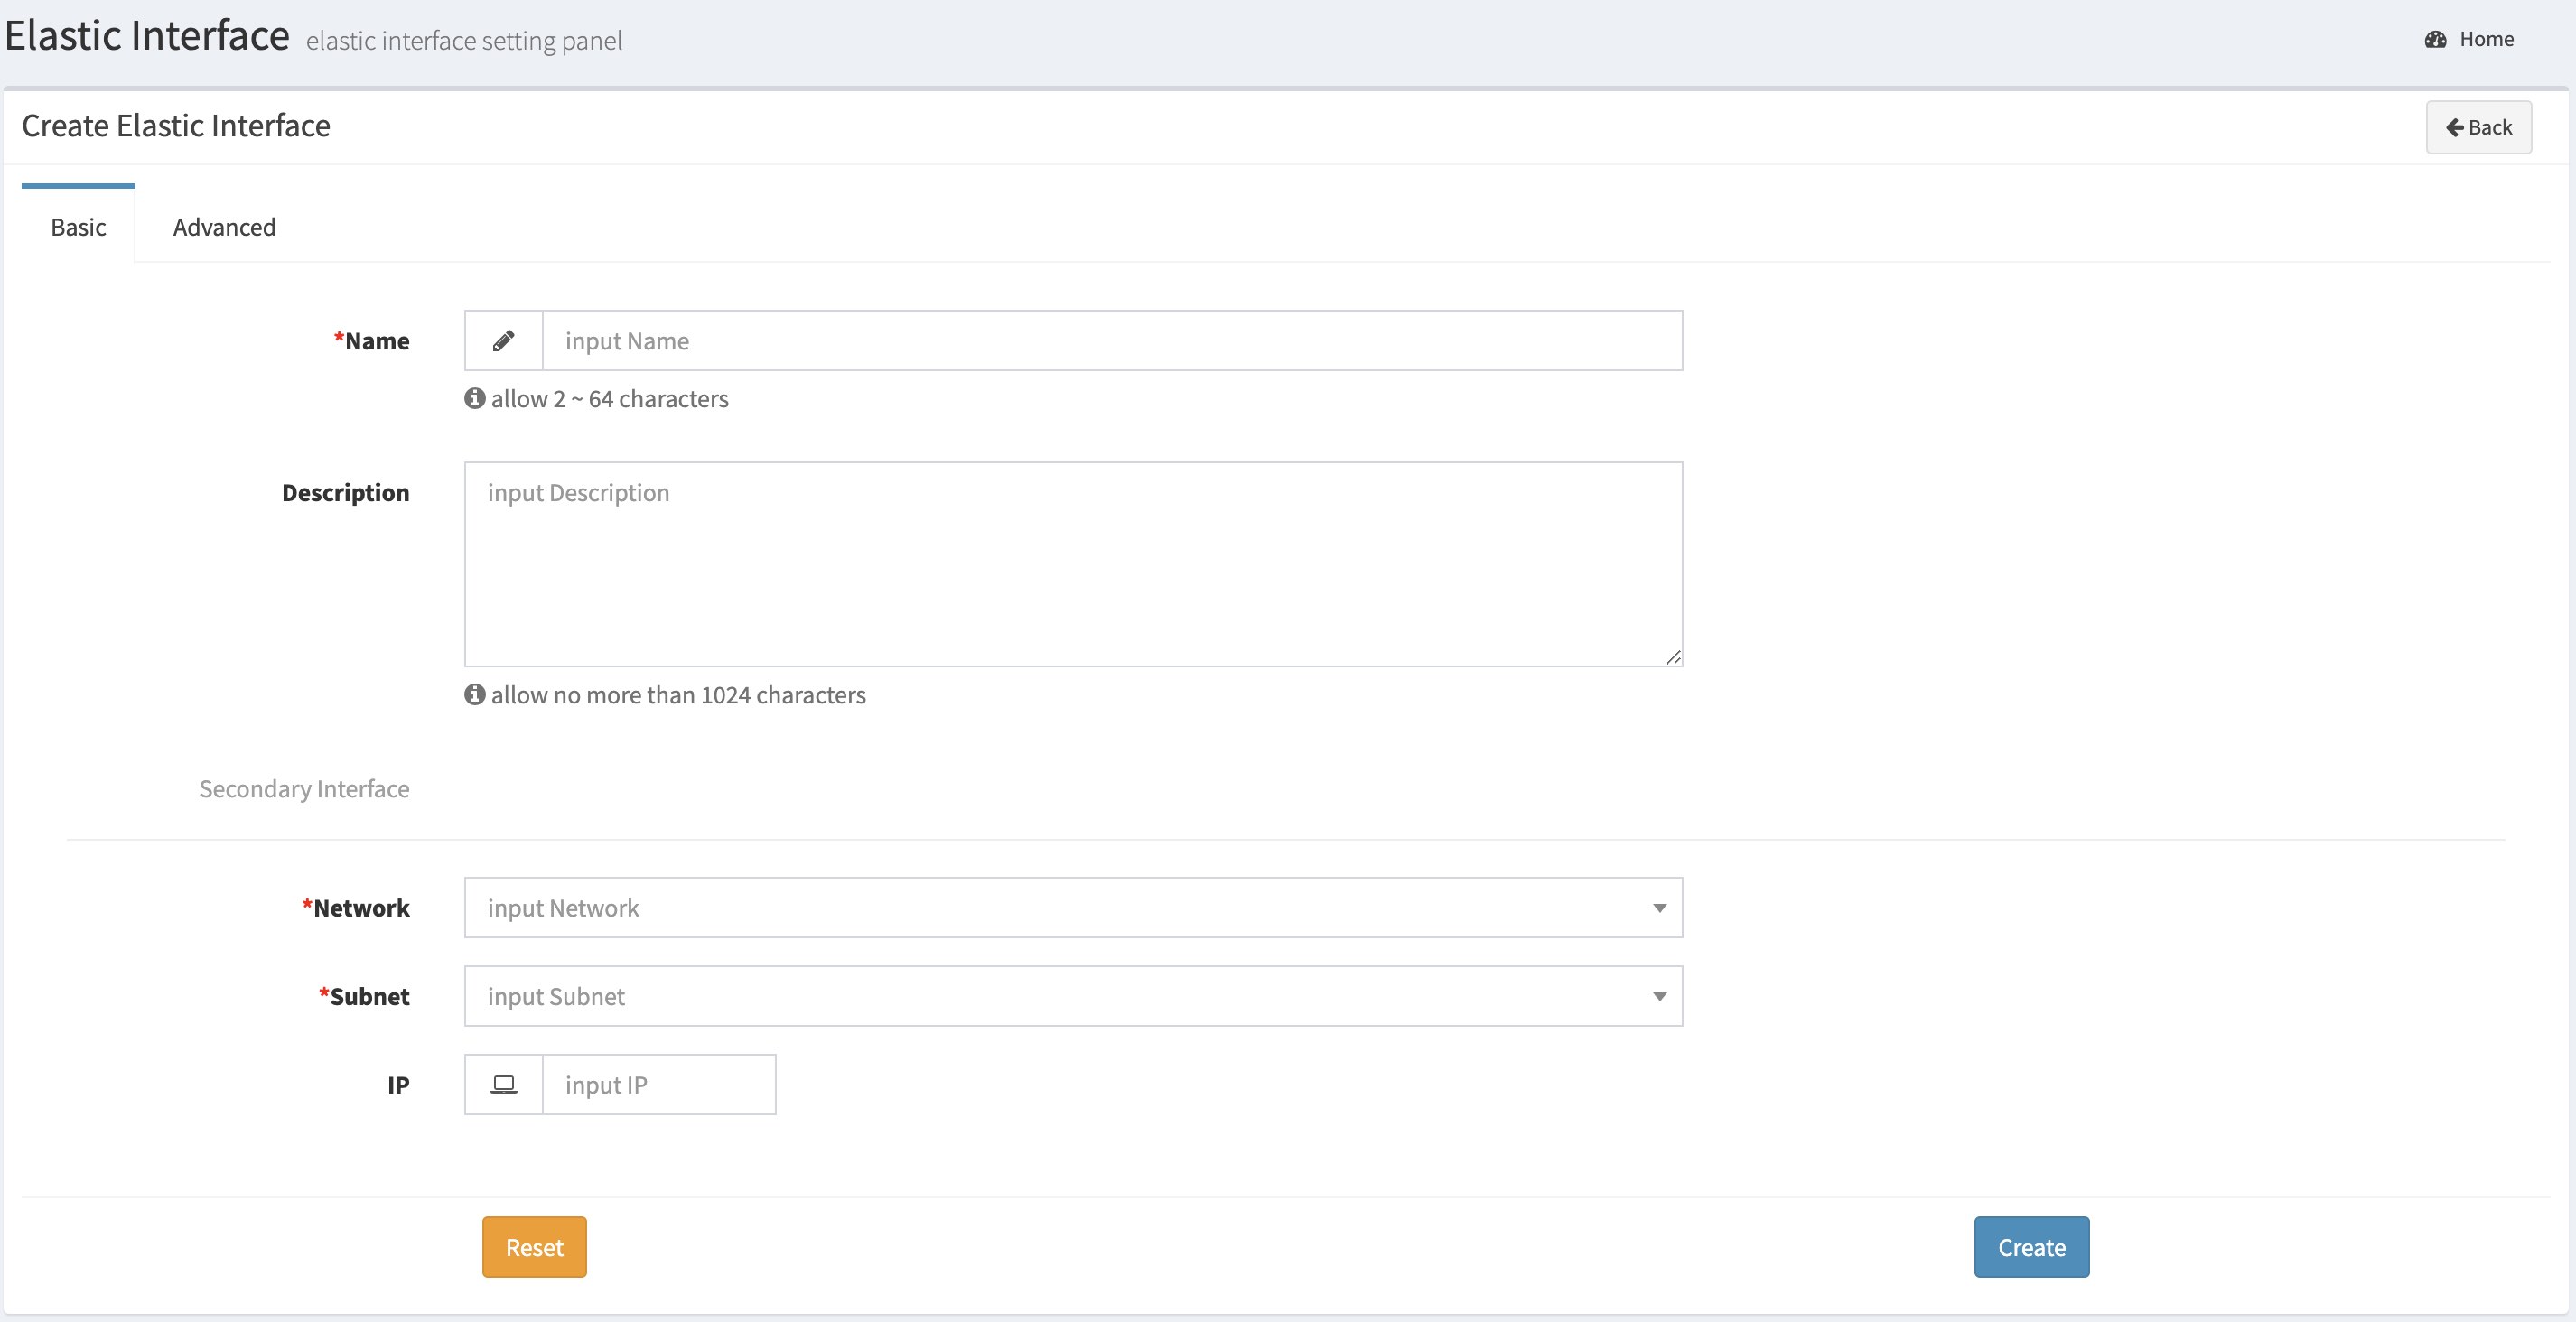 Elastic Interface elastic interface setting panel
Home
Create Elastic Interface
Back
Basic
Advanced
*Name
input Name
allow 2 ~ 64 characters
Description
input Description
allow no more than 1024 characters
Secondary Interface
*Network
input Network
*Subnet
input Subnet
IP
input IP
Reset
Create